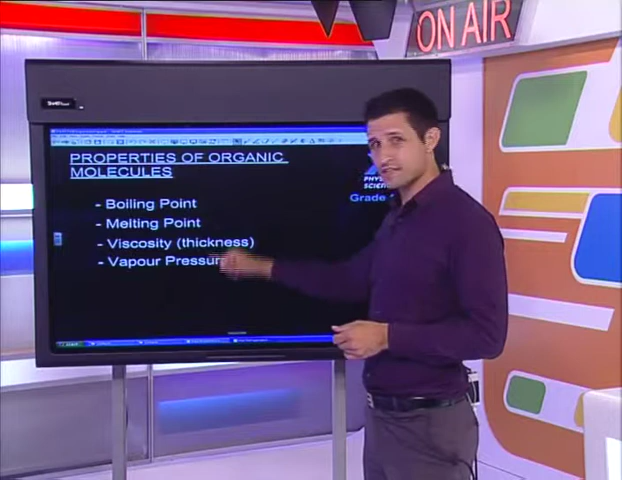 ON AIR
PROPERTIES OF ORGANIC
MOLECULES
- Boiling Point
- Melting Point
- Viscosity (thickness)
- Vapour Pressure
Grade